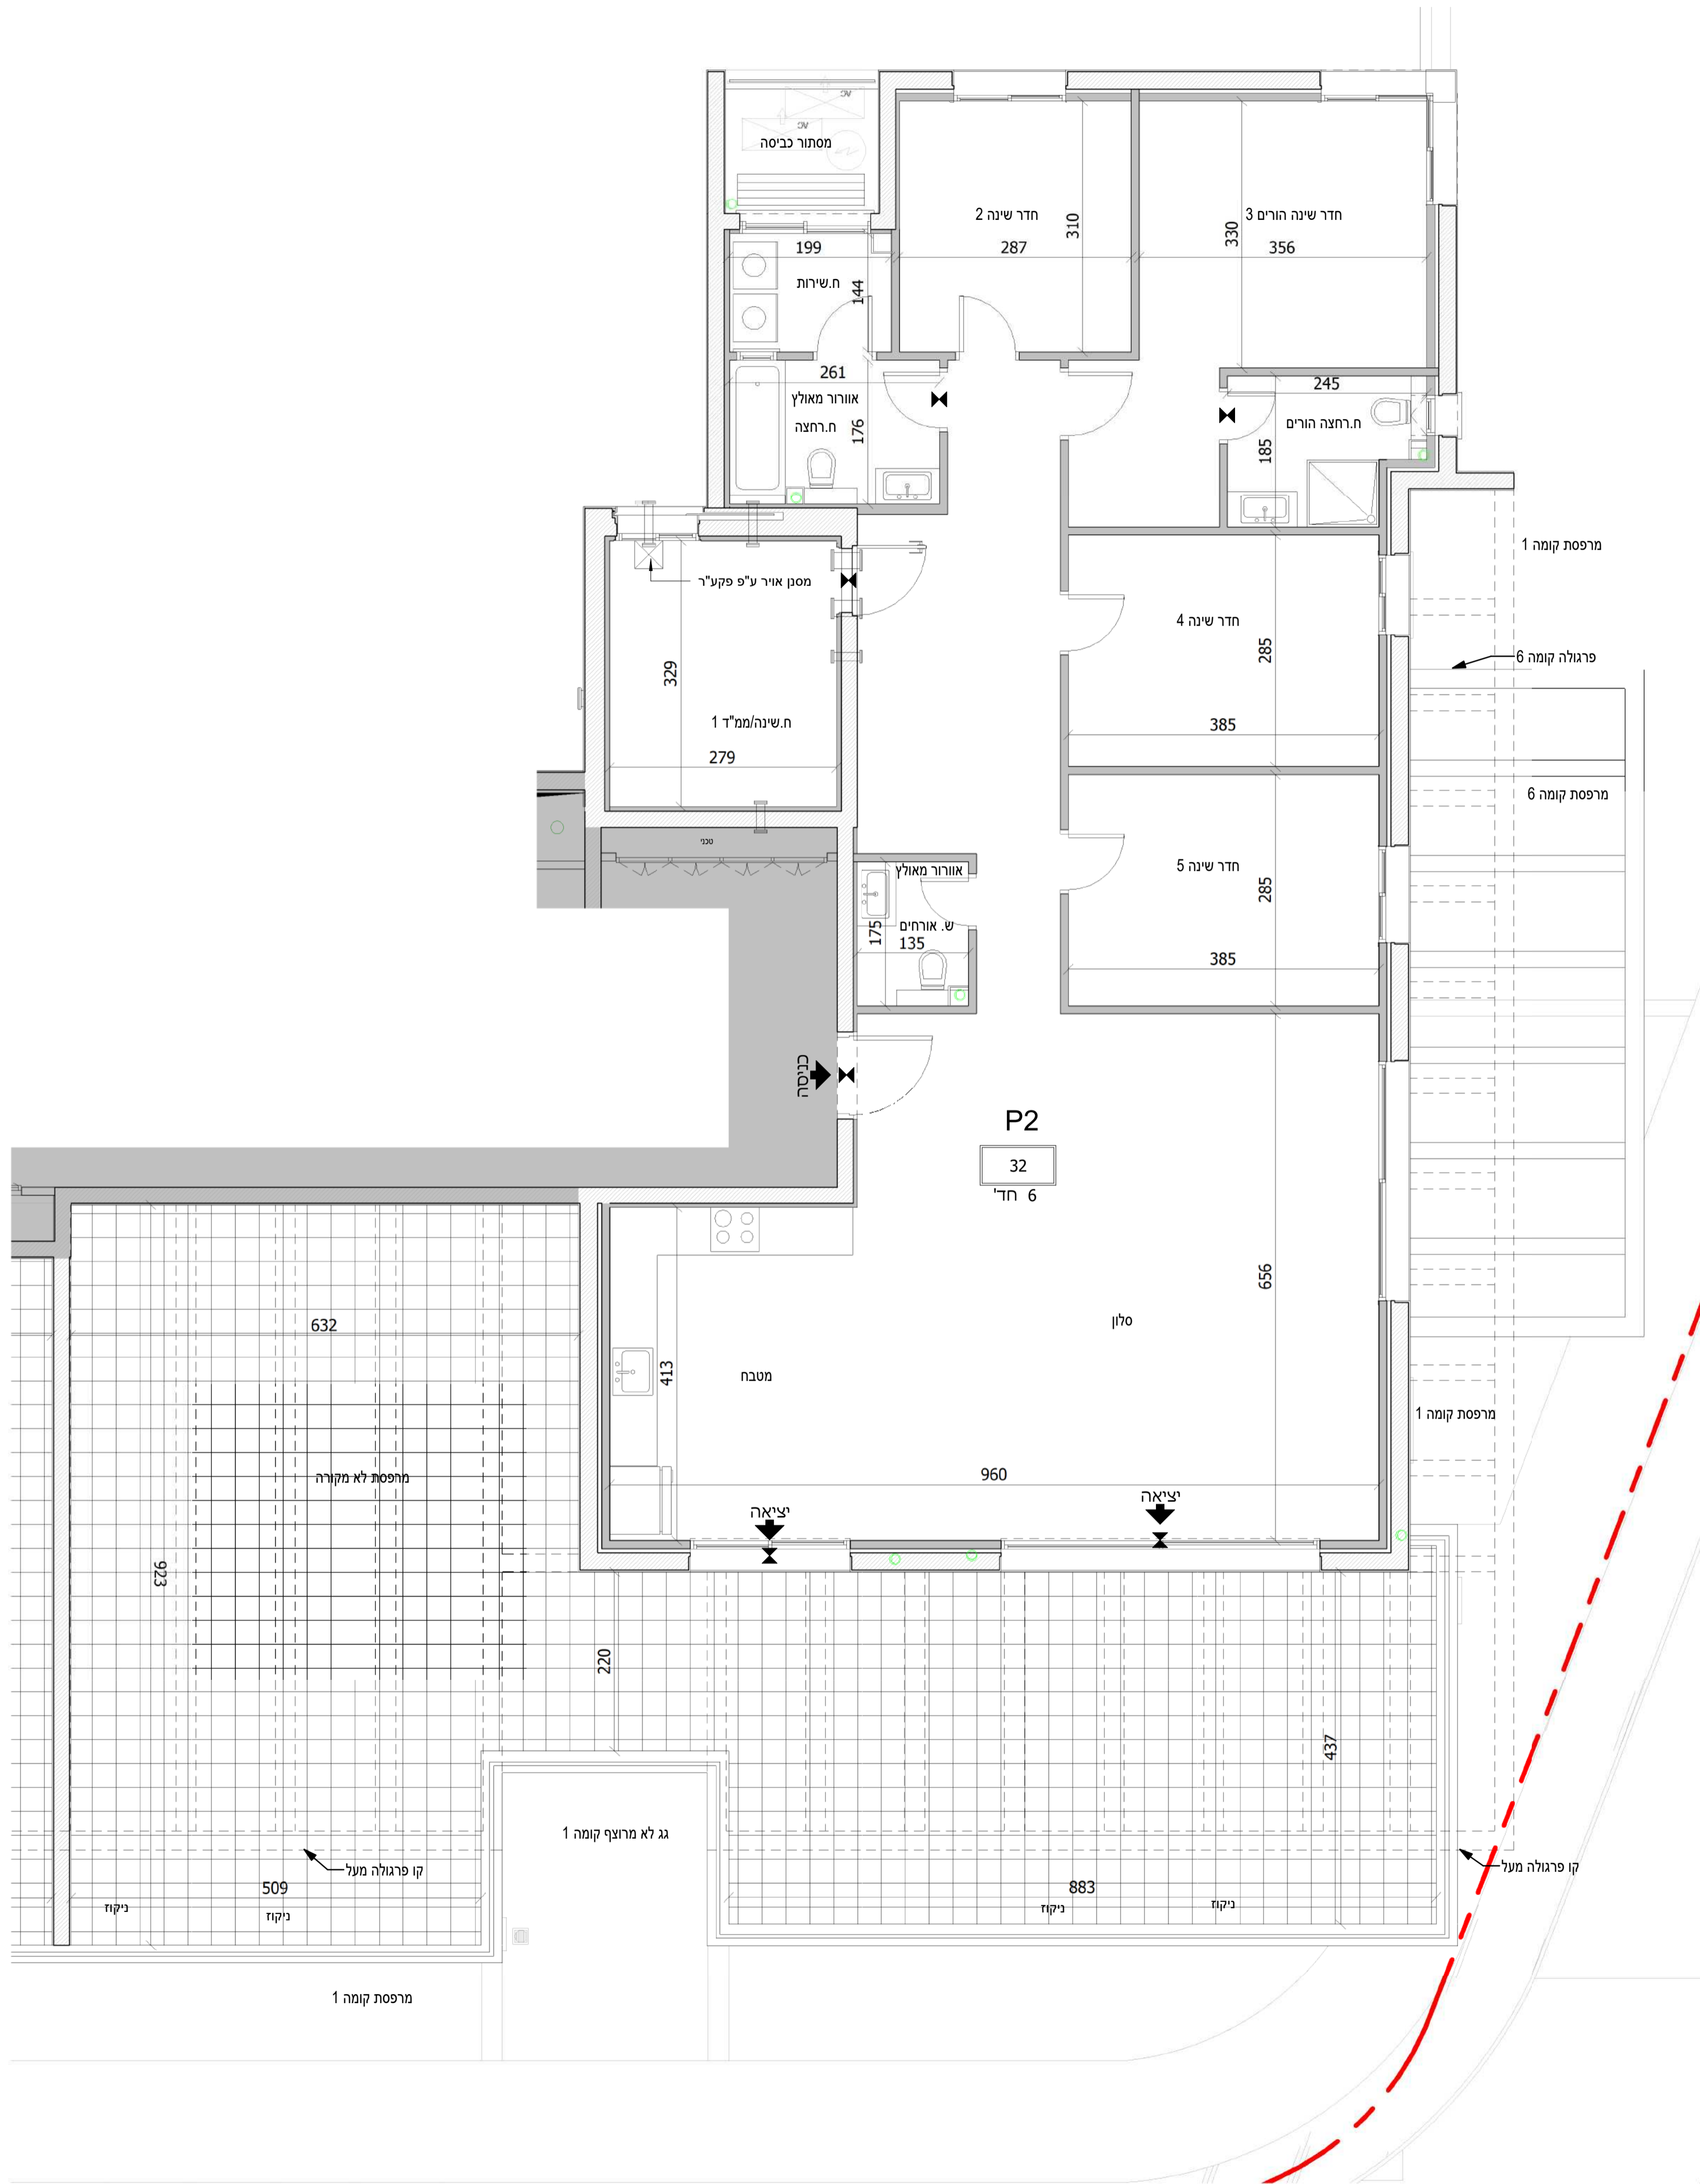 AC
AC
מסתור כביסה
חדר שינה 2
310
287
חדר שינה הורים 3
330
356
199
ח.שירות
144
261
אוורור מאולץ
ח.רחצה
176
245
ח.רחצה הורים
185
מרפסת קומה 1
מסנן אויר ע"פ פקע"ר
329
ח.שינה/ממ"ד 1
279
חדר שינה 4
285
385
פרגולה קומה 6
מרפסת קומה 6
טכני
חדר שינה 5
285
385
אוורור מאולץ
ש. אורחים
175
135
כניסה
P2
32
6 חד'
656
סלון
413
מטבח
960
יציאה
יציאה
632
מרפסת לא מקורה
923
220
437
מרפסת קומה 1
גג לא מרוצף קומה 1
קו פרגולה מעל
קו פרגולה מעל
509
883
ניקוז
ניקוז
ניקוז
ניקוז
מרפסת קומה 1